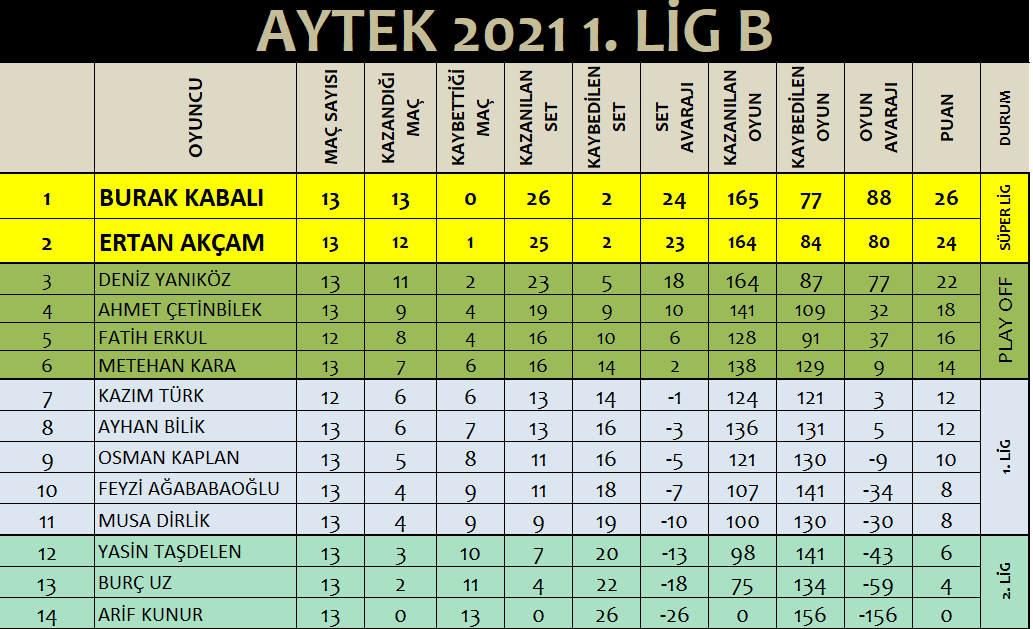 AYTEK 2021 1. LİG B
OYUNCU MAÇ SAYISI KAZANDIĞI MAÇ KAYBETTİĞİ MAÇ KAZANILAN SET KAYBEDİLEN SET SET AVARAJI KAZANILAN OYUN KAYBEDİLEN OYUN OYUN AVARAJI PUAN DURUM
1 BURAK KABALI 13 13 0 26 2 24 165 77 88 26
2 ERTAN AKÇAM 13 12 1 25 2 23 164 84 80 24
SÜPER LİG
3 DENİZ YANIKÖZ 13 11 2 23 5 18 164 87 77 22
4 AHMET ÇETİNBİLEK 13 9 4 19 9 10 141 109 32 18
5 FATİH ERKUL 12 8 4 16 10 6 128 91 37 16
6 METEHAN KARA 13 7 6 16 14 2 138 129 9 14
PLAY OFF
7 KAZIM TÜRK 12 6 6 13 14 -1 124 121 3 12
8 AYHAN BİLİK 13 6 7 13 16 -3 136 131 5 12
9 OSMAN KAPLAN 13 5 8 11 16 -5 121 130 -9 10
10 FEYZİ AĞABABAOĞLU 13 4 9 11 18 -7 107 141 -34 8
11 MUSA DİRLİK 13 4 9 9 19 -10 100 130 -30 8
1. LİG
12 YASİN TAŞDELEN 13 3 10 7 20 -13 98 141 -43 6
13 BURÇ UZ 13 2 11 4 22 -18 75 134 -59 4
14 ARİF KUNUR 13 0 13 0 26 -26 0 156 -156 0
2. LİG